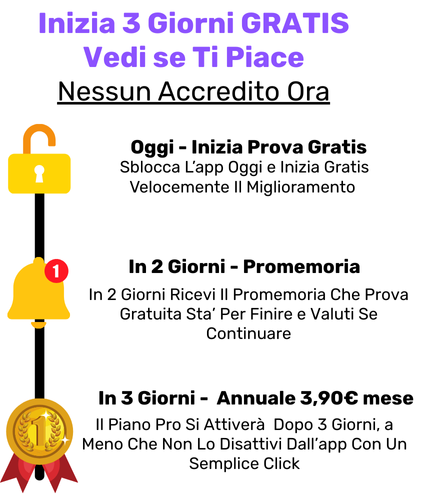 Inizia 3 Giorni GRATIS
Vedi se Ti Piace
Nessun Accredito Ora
Oggi - Inizia Prova Gratis
Sblocca L’app Oggi e Inizia Gratis
Velocemente Il Miglioramento
1
In 2 Giorni - Promemoria
In 2 Giorni Ricevi Il Promemoria Che Prova
Gratuita Sta’ Per Finire e Valuti Se
Continuare
In 3 Giorni - Annuale 3,90€ mese
1
Il Piano Pro Si Attiverà Dopo 3 Giorni, a
Meno Che Non Lo Disattivi Dall’app Con Un
Semplice Click